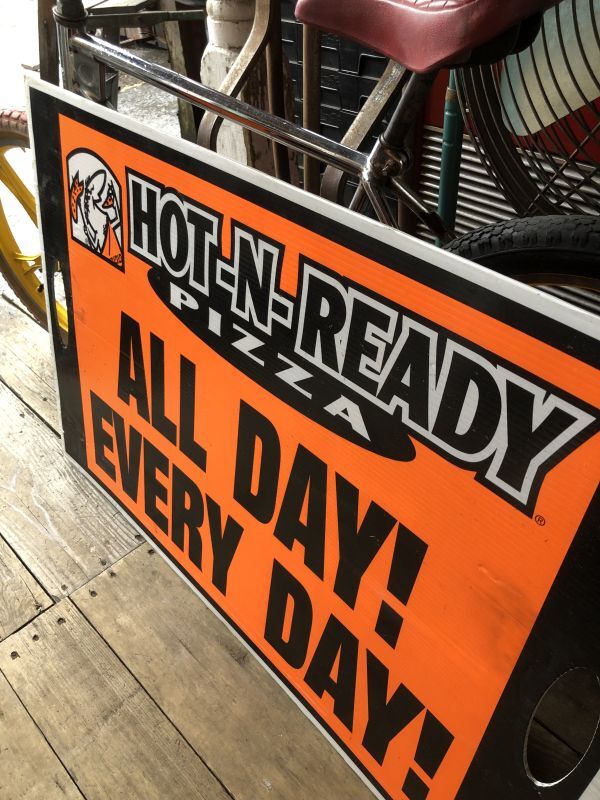 HOT-N-READY
PIZZA
®
ALL DAY!
EVERY DAY!